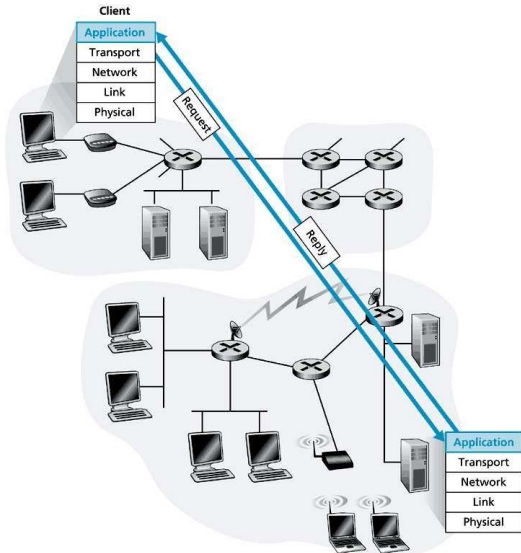 Client
Application
Transport
Network
Link
Physical
Request
Reply
Application
Transport
Network
Link
Physical